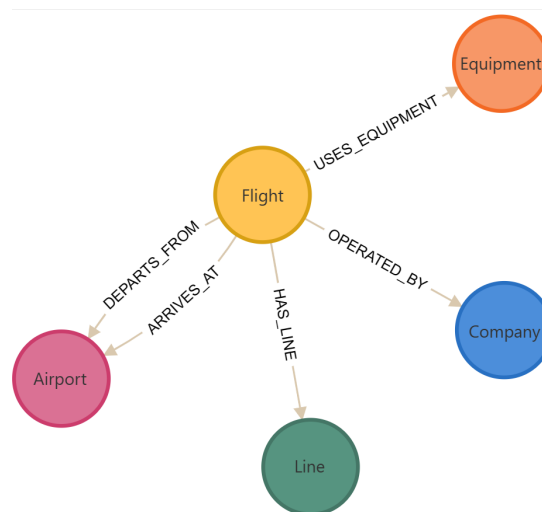 Equipment
USES_EQUIPMENT
Flight
DEPARTS_FROM
ARRIVES_AT
OPERATED_BY
HAS_LINE
Company
Airport
Line